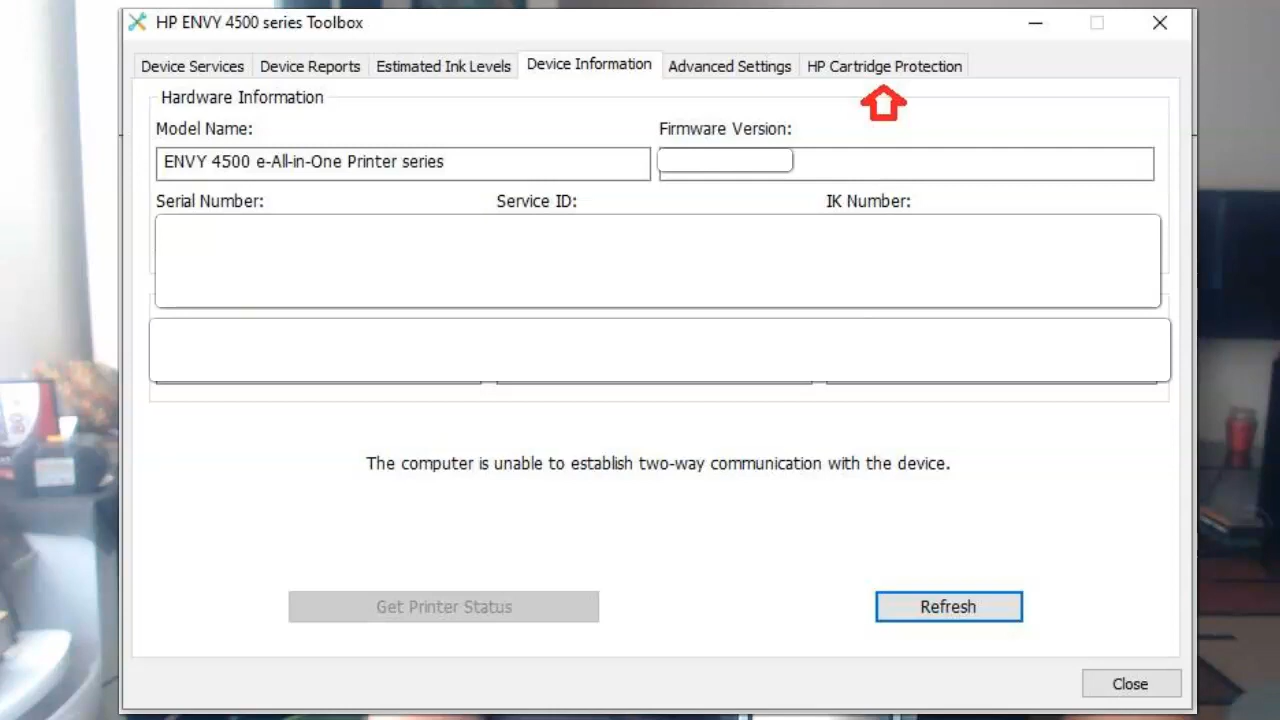 HP ENVY 4500 series Toolbox
Device Services Device Reports Estimated Ink Levels Device Information Advanced Settings HP Cartridge Protection
Hardware Information
Model Name: Firmware Version:
ENVY 4500 e-All-in-One Printer series
Serial Number: Service ID: IK Number:
The computer is unable to establish two-way communication with the device.
Get Printer Status Refresh
Close